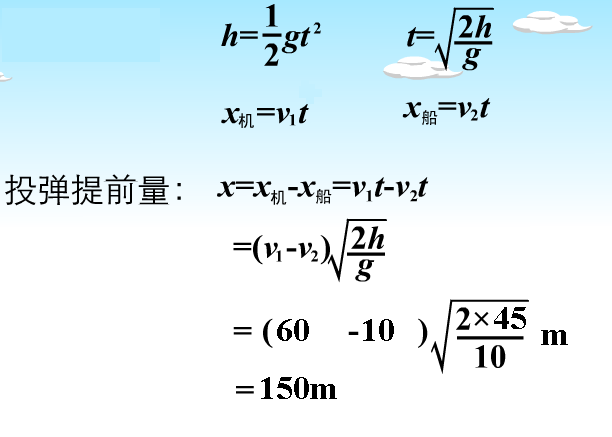 h=1/2gt² t=√(2h/g)
x机=v₁t x船=v₂t
投弹提前量： x=x机-x船=v₁t-v₂t
=(v₁-v₂)√(2h/g)
= (60 -10 )√(2×45/10) m
=150m